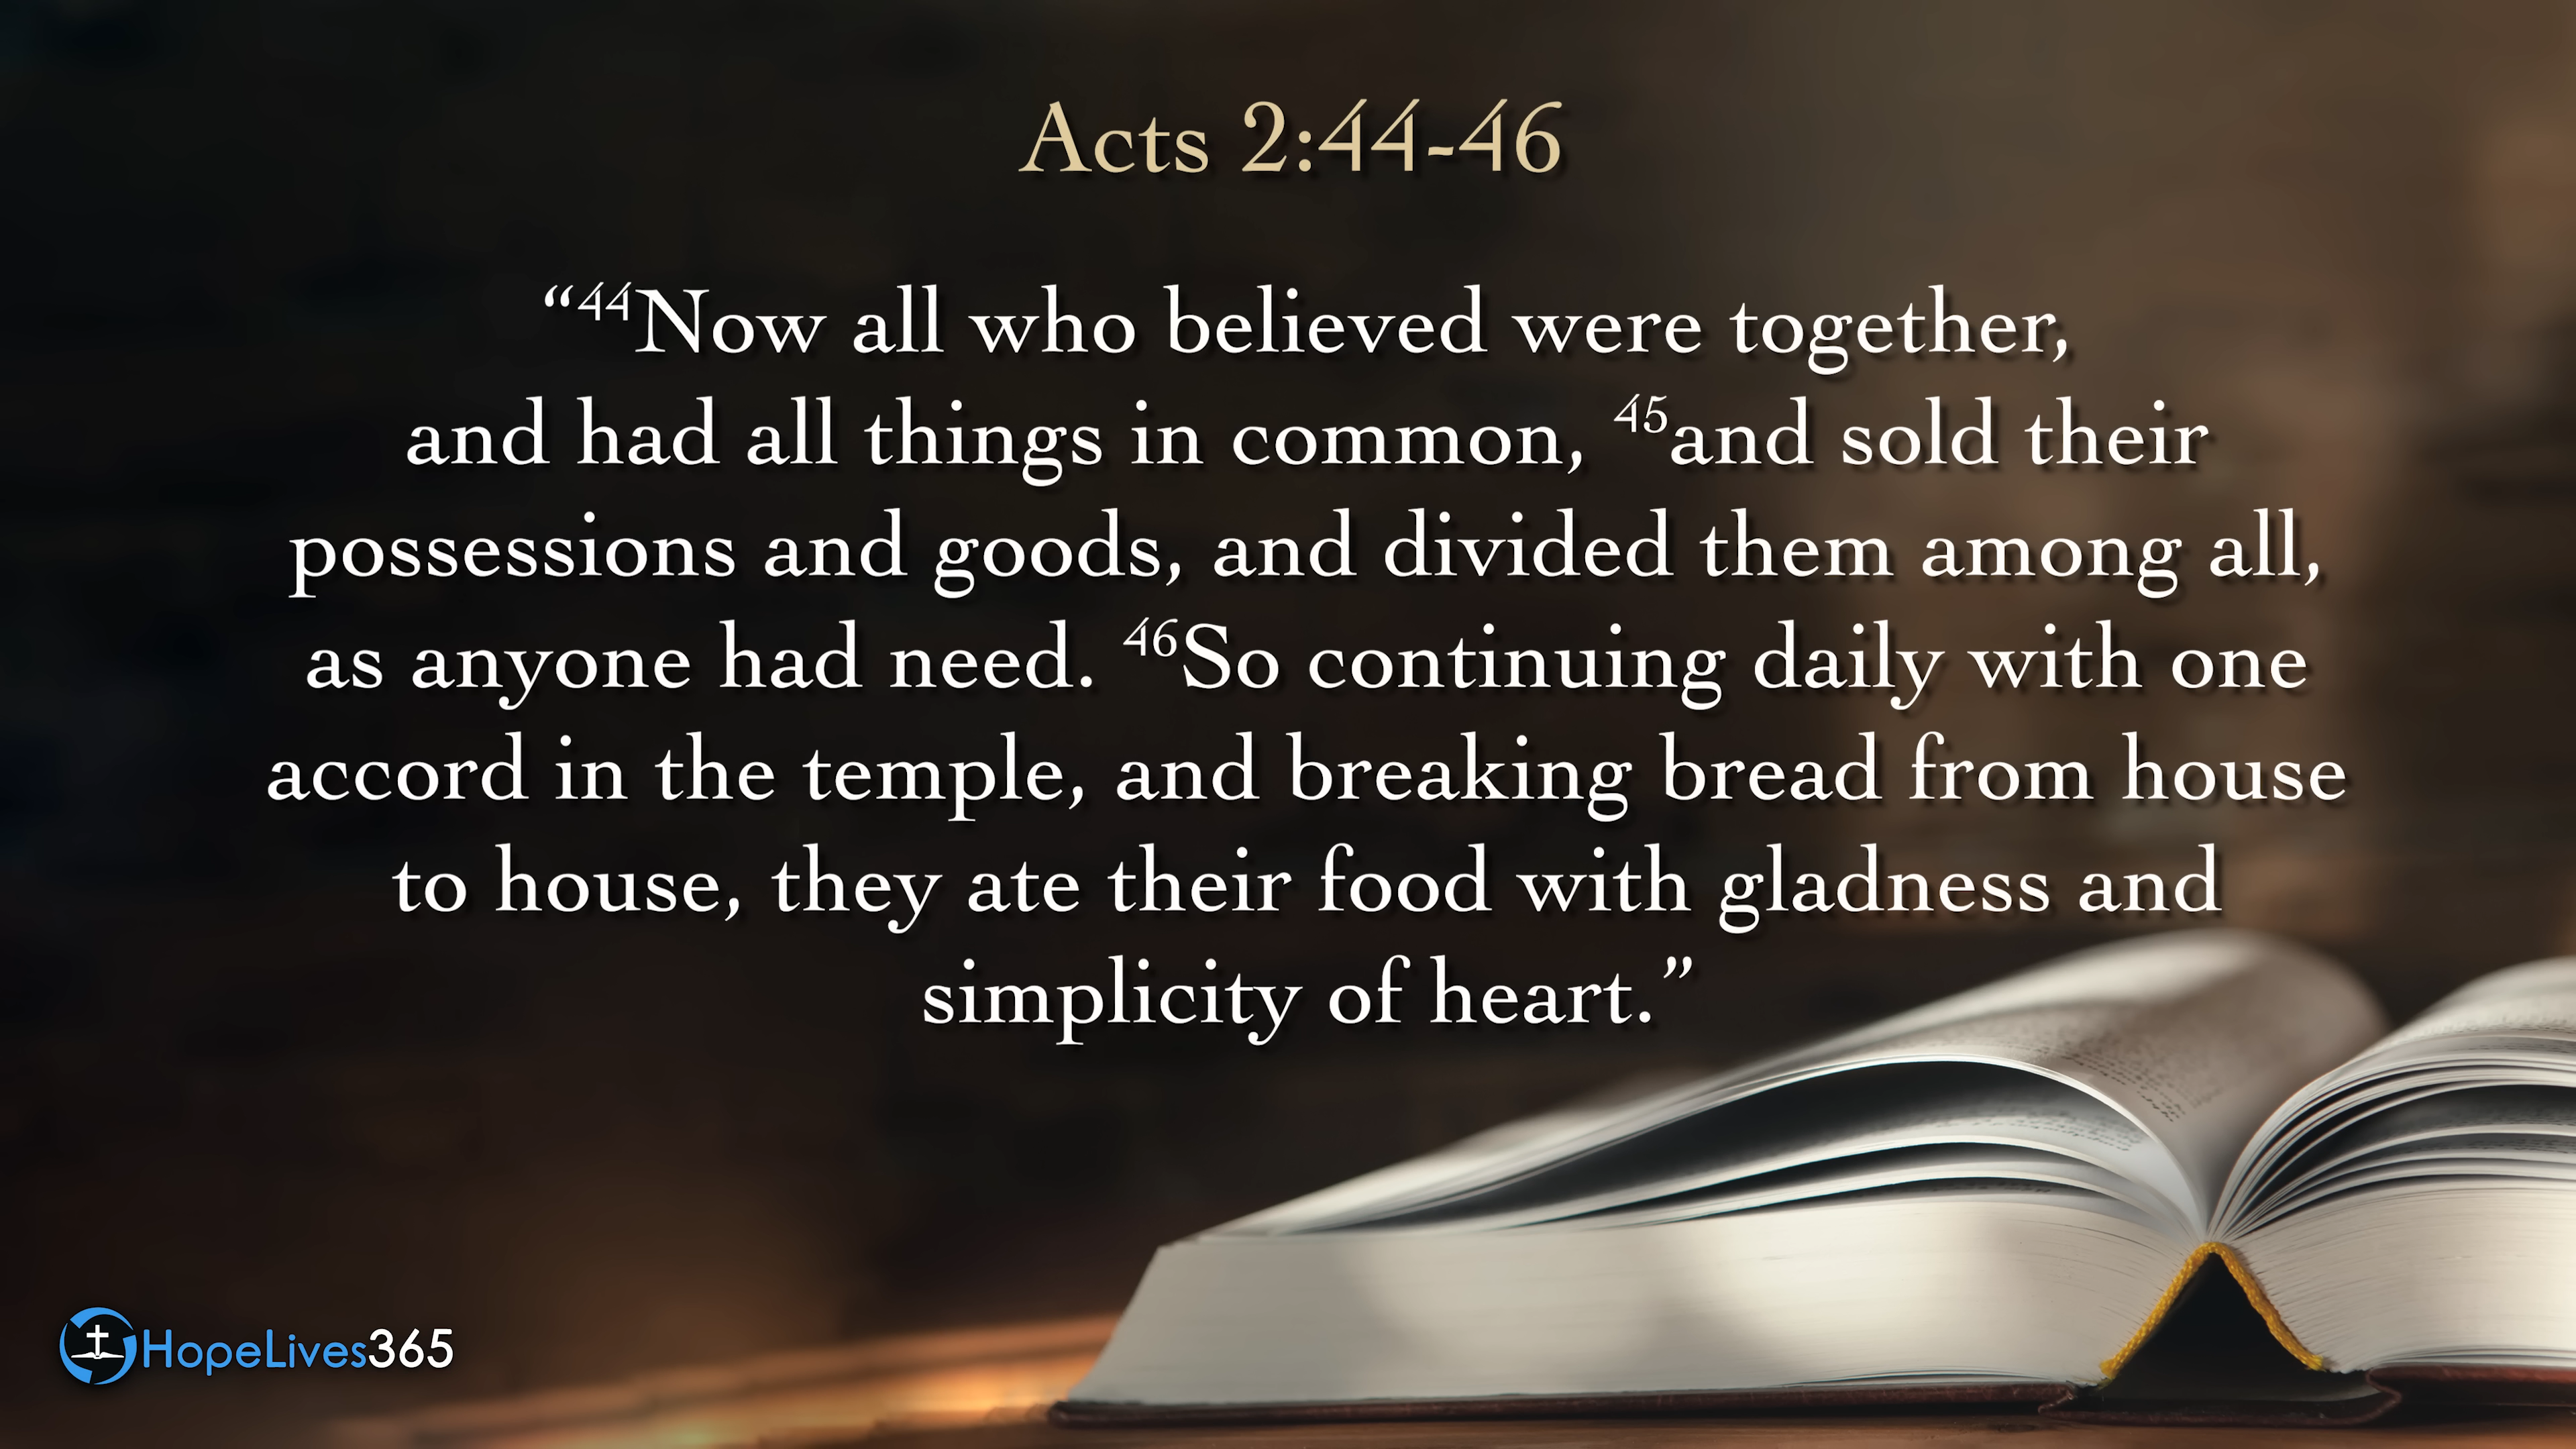 Acts 2:44-46
“44Now all who believed were together,
and had all things in common, 45and sold their
possessions and goods, and divided them among all,
as anyone had need. 46So continuing daily with one
accord in the temple, and breaking bread from house
to house, they ate their food with gladness and
simplicity of heart.”
HopeLives365